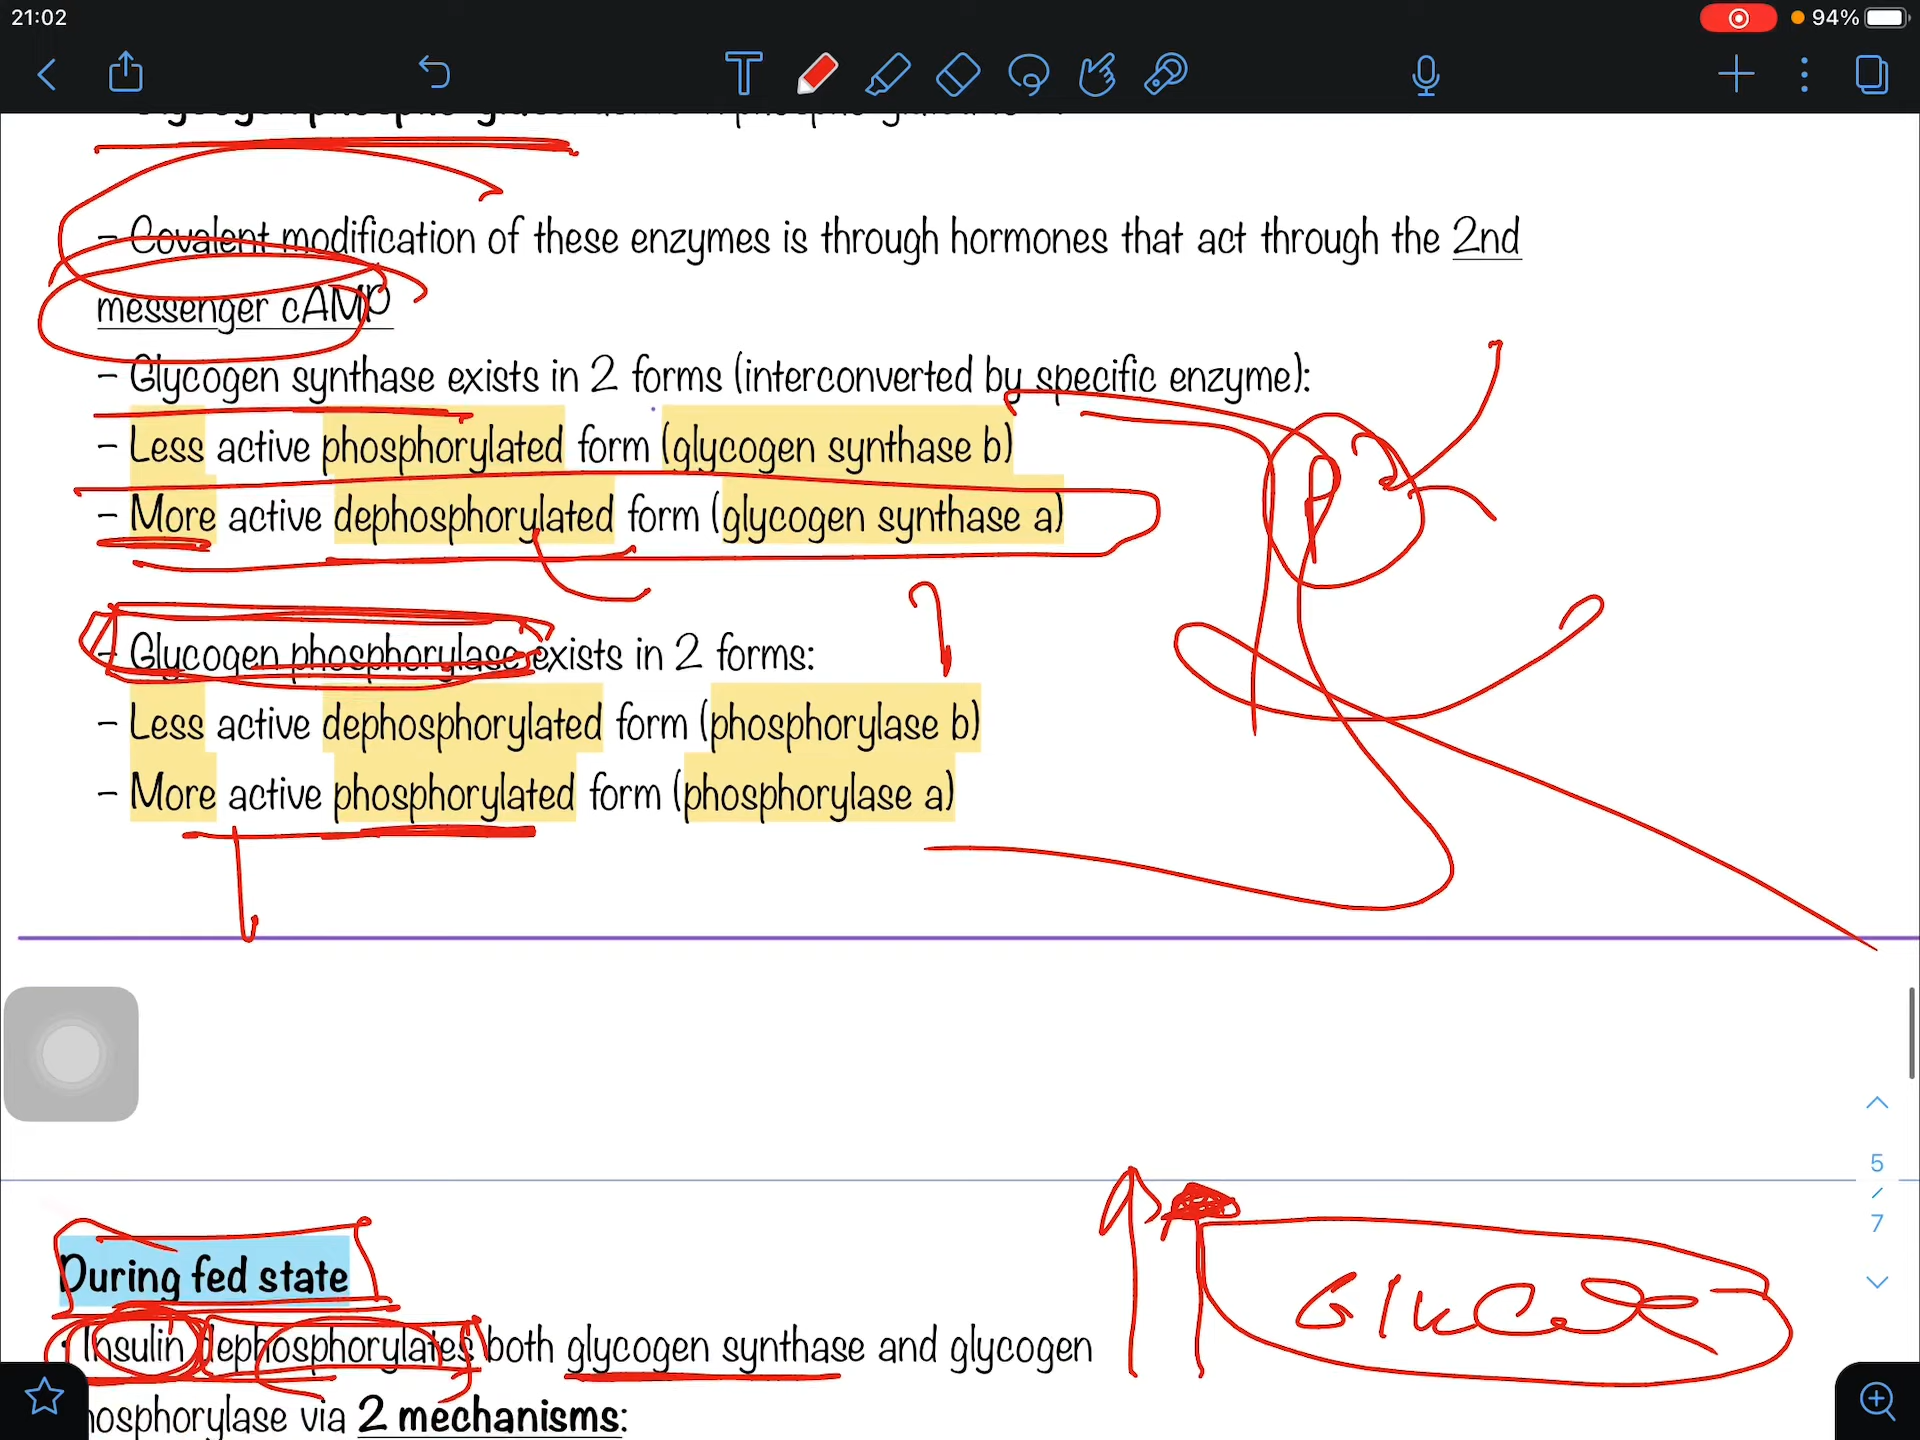 21:02
94%
T
- Covalent modification of these enzymes is through hormones that act through the 2nd
messenger cAMP
- Glycogen synthase exists in 2 forms (interconverted by specific enzyme):
- Less active phosphorylated form (glycogen synthase b)
- More active dephosphorylated form (glycogen synthase a)
P
- Glycogen phosphorylase exists in 2 forms:
- Less active dephosphorylated form (phosphorylase b)
- More active phosphorylated form (phosphorylase a)
5
/
7
During fed state
· Insulin dephosphorylates both glycogen synthase and glycogen
hosphorylase via 2 mechanisms: